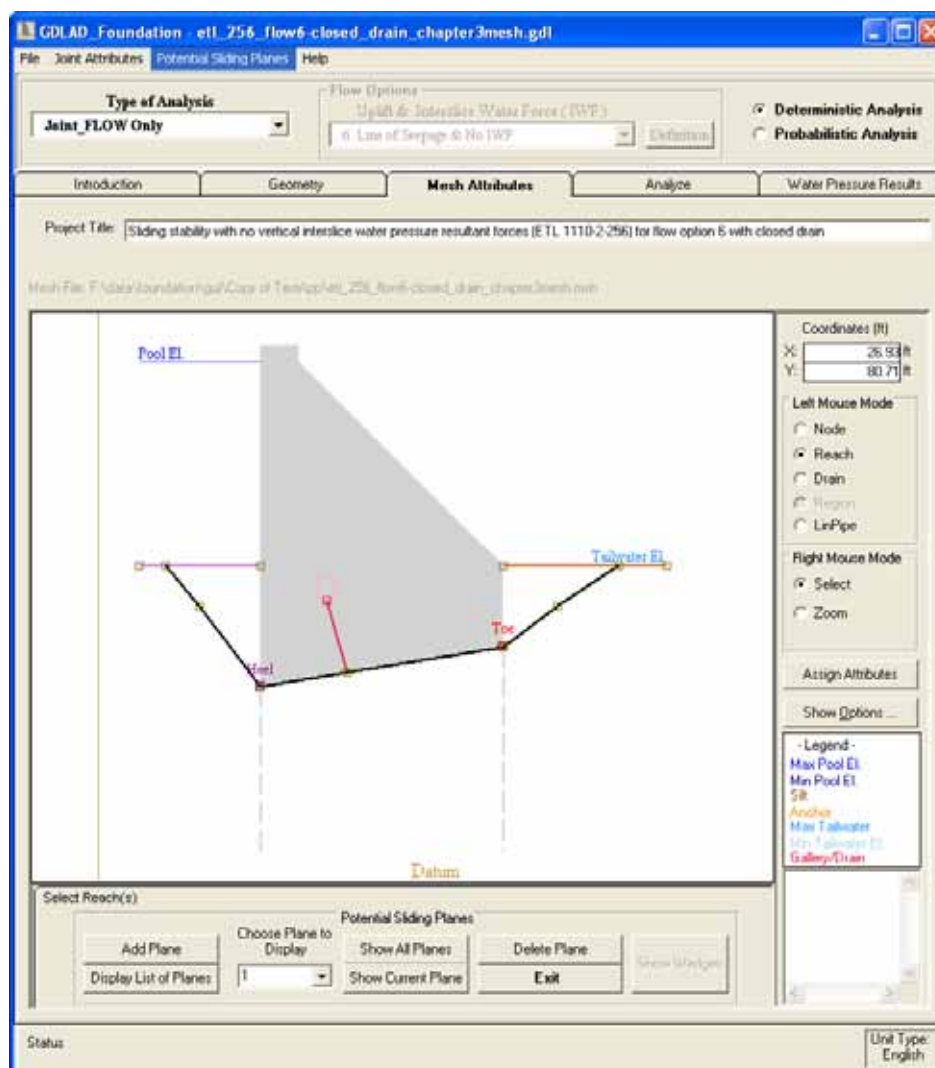 GDLAD_Foundation - etl_256_flow6-closed_drain_chapter3mesh.gdl
File Joint Attributes Potential Sliding Planes Help
Type of Analysis
Joint_FLOW Only
Flow Options
Uplift & Interslice Water Force (IWF)
6 Line of Seepage & No IWF
Definition
Deterministic Analysis
Probabilistic Analysis
Introduction Geometry Mesh Attributes Analyze Water Pressure Results
Project Title: Sliding stability with no vertical interslice water pressure resultant forces (ETL 1110-2-256) for flow option 6 with closed drain
Mesh File: F:\data\foundation\gui\Copy of
Pool El.
Tailwater El.
Toe
Heel
Datum
Coordinates (ft)
X: 26.93 ft
Y: 80.71 ft
Left Mouse Mode
Node
Reach
Drain
Region
LinPipe
Right Mouse Mode
Select
Zoom
Assign Attributes
Show Options ...
- Legend -
Max Pool El.
Min Pool El.
Silt
Anchor
Max Tailwater
Min Tailwater El.
Gallery/Drain
Select Reach(s)
Potential Sliding Planes
Add Plane
Choose Plane to Display
Show All Planes
Delete Plane
Show Wedges
Display List of Planes
1
Show Current Plane
Exit
Status
Unit Type:
English